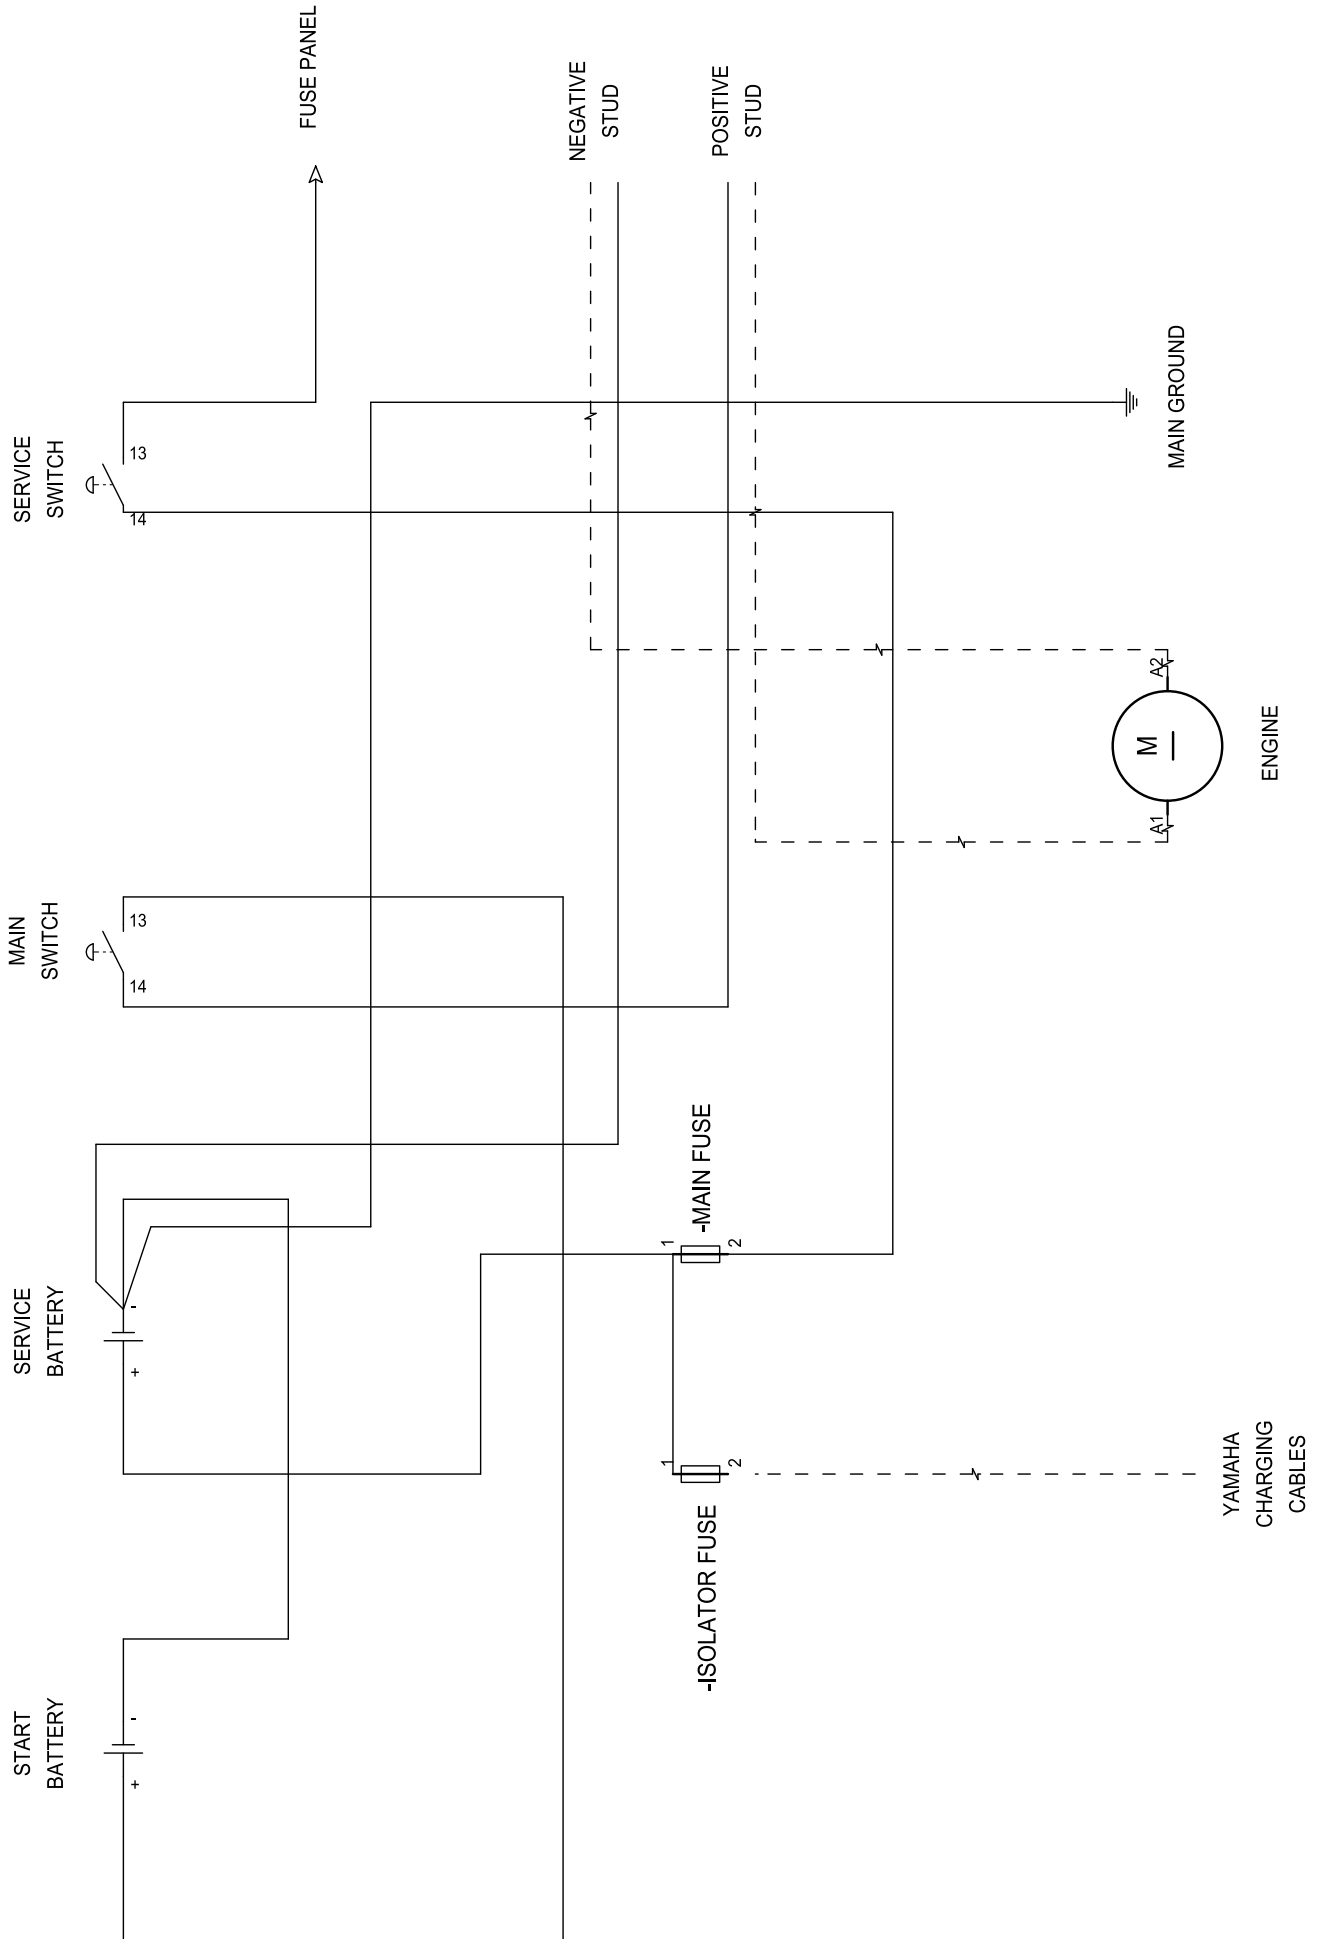 START
BATTERY
+
-
SERVICE
BATTERY
+
-
MAIN
SWITCH
14
13
SERVICE
SWITCH
14
13
FUSE PANEL
NEGATIVE
STUD
POSITIVE
STUD
-ISOLATOR FUSE
1
2
-MAIN FUSE
1
2
YAMAHA
CHARGING
CABLES
A1
M
A2
ENGINE
MAIN GROUND